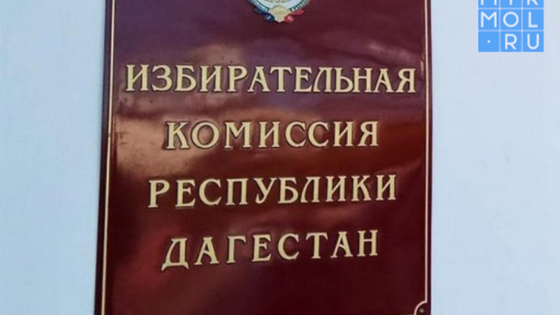 MOL
.RU
ИЗБИРАТЕЛЬНАЯ
КОМИССИЯ
РЕСПУБЛИКИ
ДАГЕСТАН